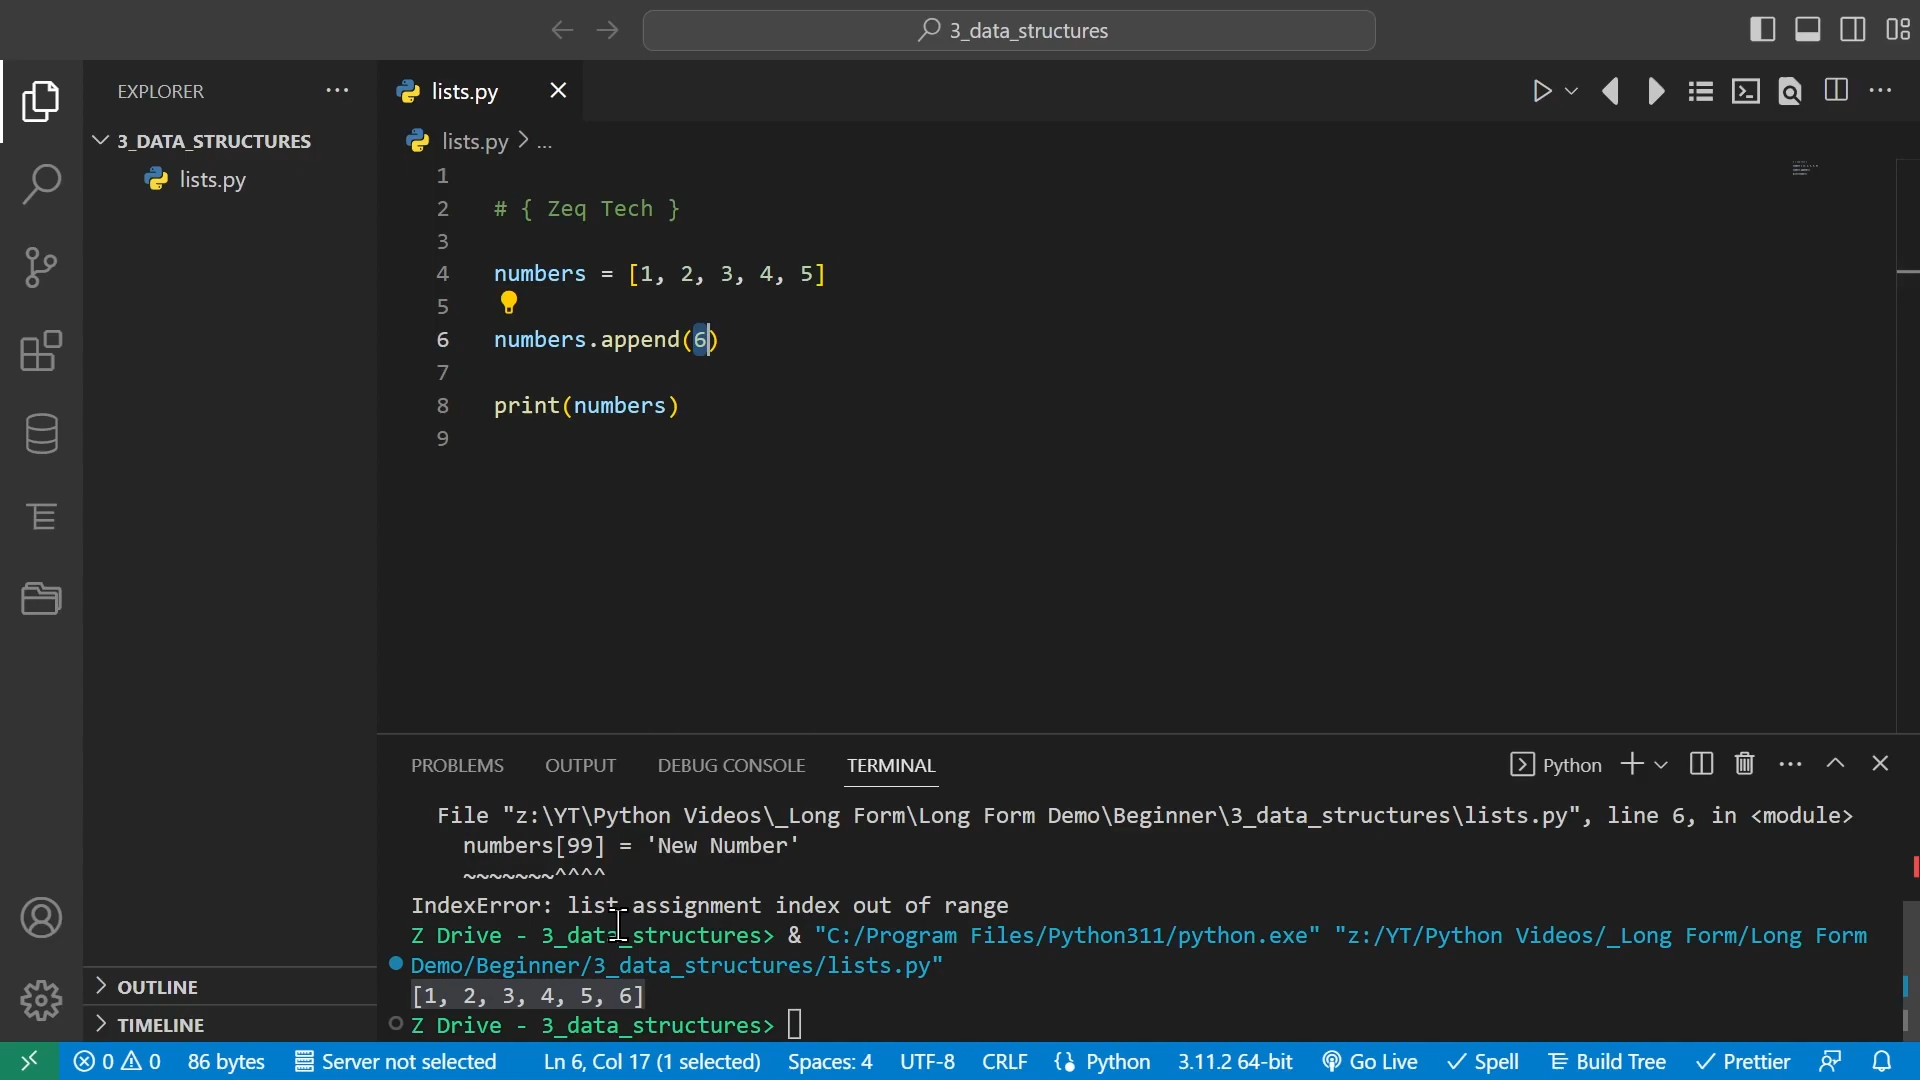 3_data_structures
EXPLORER
3_DATA_STRUCTURES
lists.py
lists.py
lists.py > ...
1
2 # { Zeq Tech }
3
4 numbers = [1, 2, 3, 4, 5]
5
6 numbers.append(6)
7
8 print(numbers)
9
PROBLEMS OUTPUT DEBUG CONSOLE TERMINAL
Python
File "z:\YT\Python Videos\_Long Form\Long Form Demo\Beginner\3_data_structures\lists.py", line 6, in <module>
numbers[99] = 'New Number'
~~~~~~~^^^^
IndexError: list assignment index out of range
Z Drive - 3_data_structures> & "C:/Program Files/Python311/python.exe" "z:/YT/Python Videos/_Long Form/Long Form
Demo/Beginner/3_data_structures/lists.py"
[1, 2, 3, 4, 5, 6]
Z Drive - 3_data_structures>
OUTLINE
TIMELINE
0 0 86 bytes Server not selected Ln 6, Col 17 (1 selected) Spaces: 4 UTF-8 CRLF Python 3.11.2 64-bit Go Live Spell Build Tree Prettier